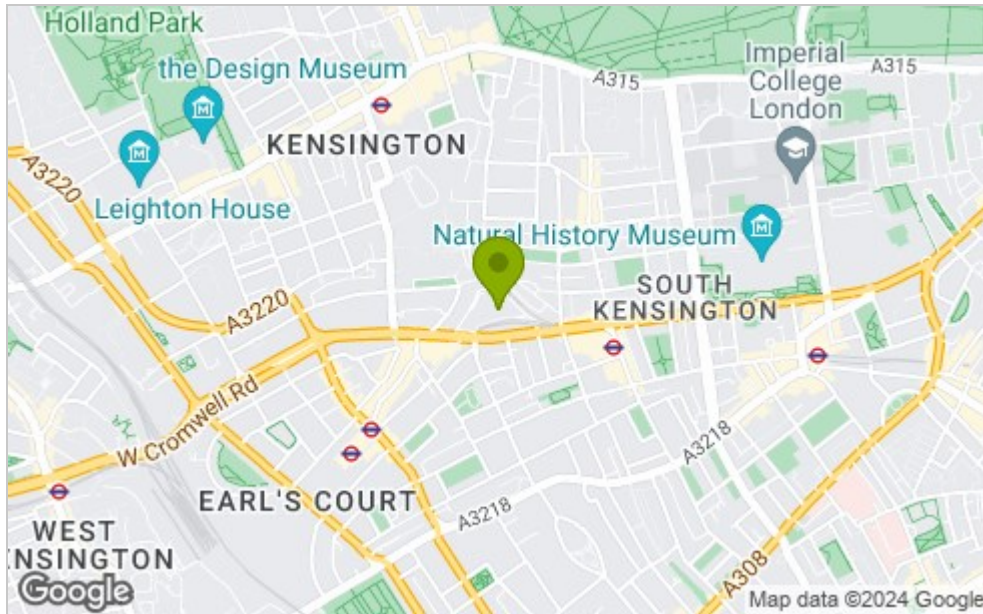 Holland Park
the Design Museum
A315
Imperial
College
London
A315
KENSINGTON
A3220
Leighton House
Natural History Museum
SOUTH
KENSINGTON
A3220
W Cromwell Rd
A3218
EARL'S COURT
A3218
WEST
ENSINGTON
A308
Google
Map data ©2024 Google